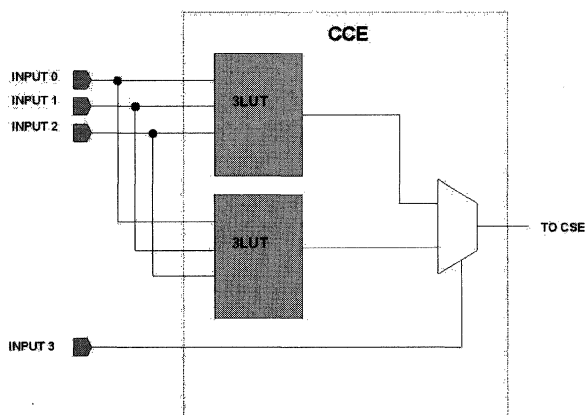 CCE
INPUT 0
INPUT 1
INPUT 2
3LUT
3LUT
TO CSE
INPUT 3